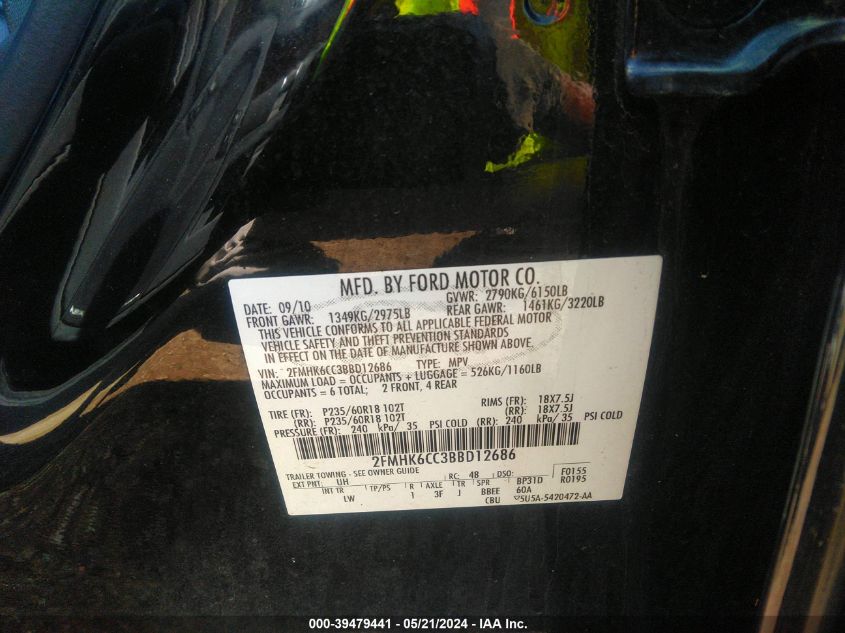 MFD. BY FORD MOTOR CO.
DATE: 09/10 GVWR: 2790KG/6150LB
FRONT GAWR: 1349KG/2975LB REAR GAWR: 1461KG/3220LB
THIS VEHICLE CONFORMS TO ALL APPLICABLE FEDERAL MOTOR
VEHICLE SAFETY AND THEFT PREVENTION STANDARDS
IN EFFECT ON THE DATE OF MANUFACTURE SHOWN ABOVE.
VIN: 2FMHK6CC3BBD12686 TYPE: MPV
MAXIMUM LOAD = OCCUPANTS + LUGGAGE = 526KG/1160LB
OCCUPANTS = 6 TOTAL; 2 FRONT, 4 REAR
TIRE (FR): P235/60R18 102T RIMS (FR): 18X7.5J
(RR): P235/60R18 102T (RR): 18X7.5J
PRESSURE (FR): 240 kPa/ 35 PSI COLD (RR): 240 kPa/ 35 PSI COLD
2FMHK6CC3BBD12686
TRAILER TOWING - SEE OWNER GUIDE RC: 48 DSO: F0155
EXT PNT: UH BP31D R0195
INT TR TP/PS R AXLE TR SPR BBEE 60A
LW 1 3F J CBU 5U5A-5420472-AA
000-39479441 / 05/21/2024 - IAA Inc.